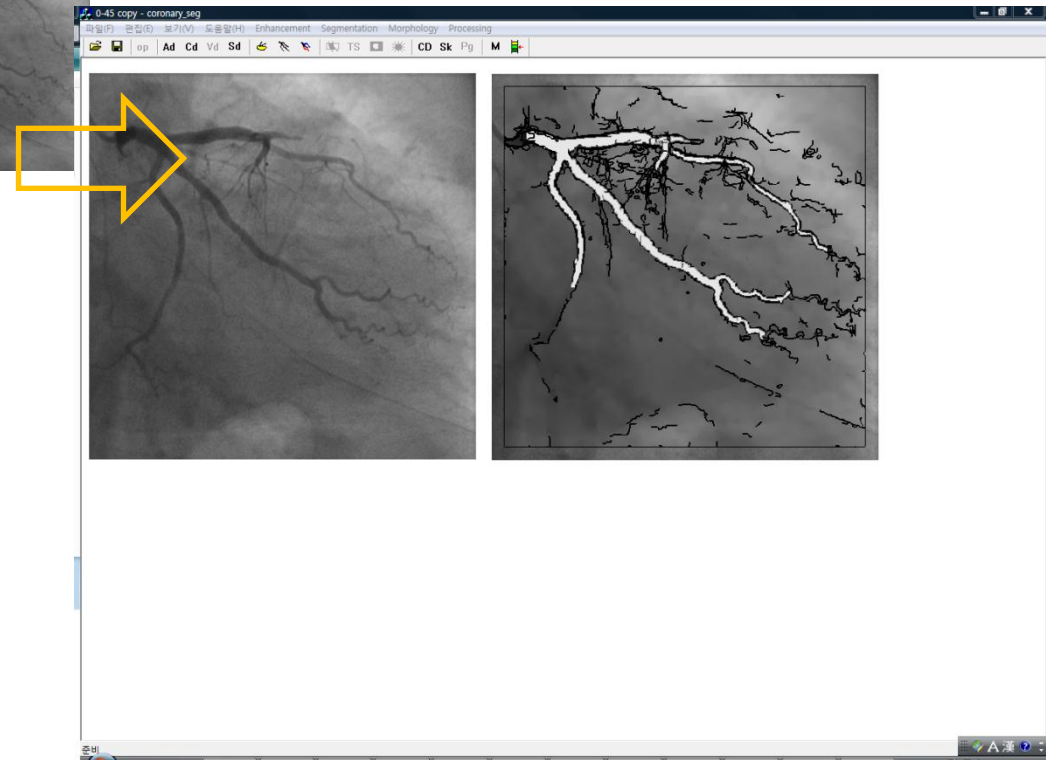 0-45 copy - coronary_seg
파일(F) 편집(E) 보기(V) 도움말(H) Enhancement Segmentation Morphology Processing
op Ad Cd Vd Sd TS CD Sk Pg M
준비
A 漢